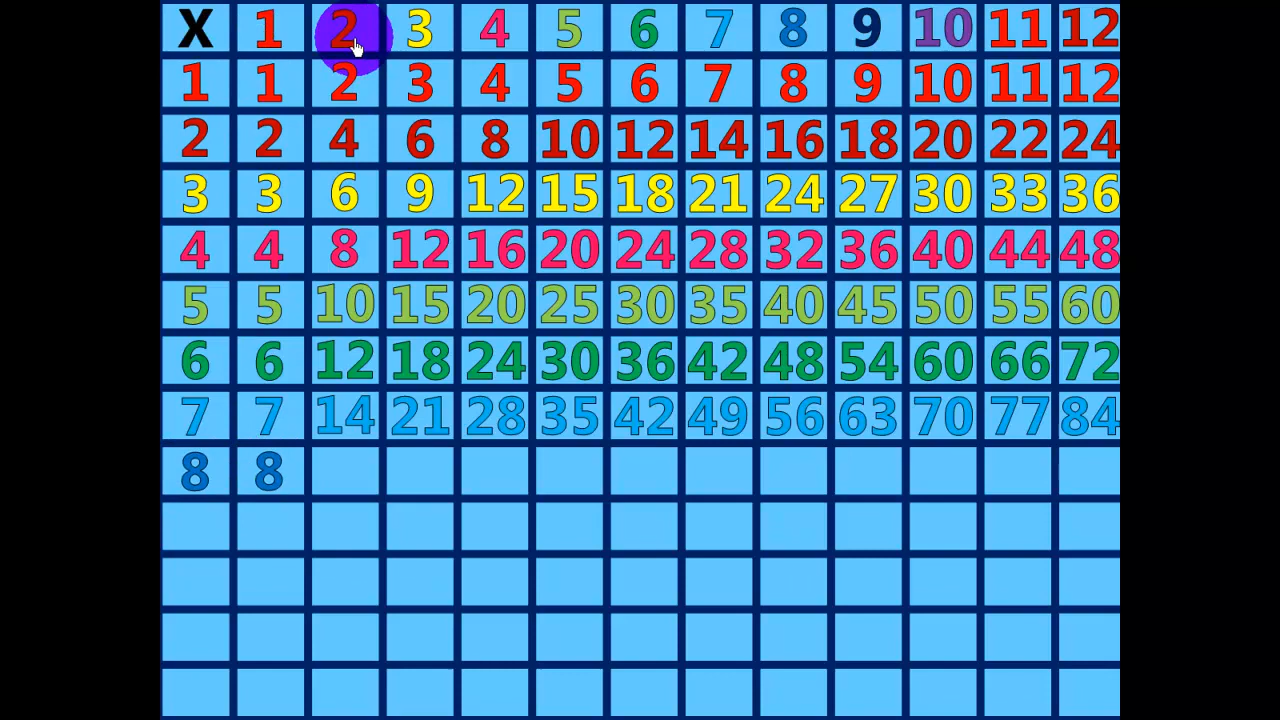 X 1 2 3 4 5 6 7 8 9 10 11 12
1 1 2 3 4 5 6 7 8 9 10 11 12
2 2 4 6 8 10 12 14 16 18 20 22 24
3 3 6 9 12 15 18 21 24 27 30 33 36
4 4 8 12 16 20 24 28 32 36 40 44 48
5 5 10 15 20 25 30 35 40 45 50 55 60
6 6 12 18 24 30 36 42 48 54 60 66 72
7 7 14 21 28 35 42 49 56 63 70 77 84
8 8